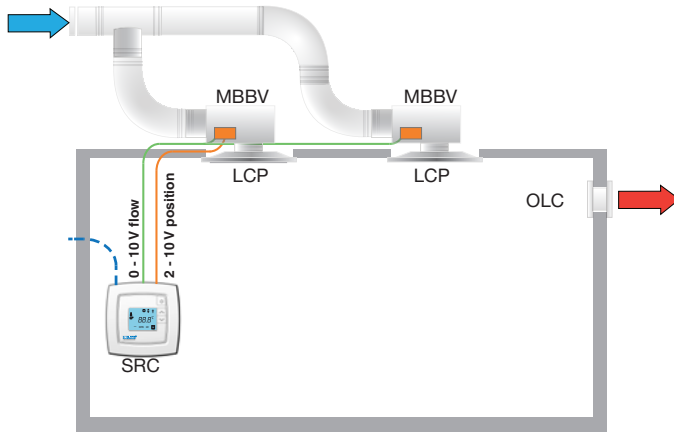 MBBV
MBBV
LCP
LCP
OLC
0 - 10 V flow
2 - 10 V position
SRC